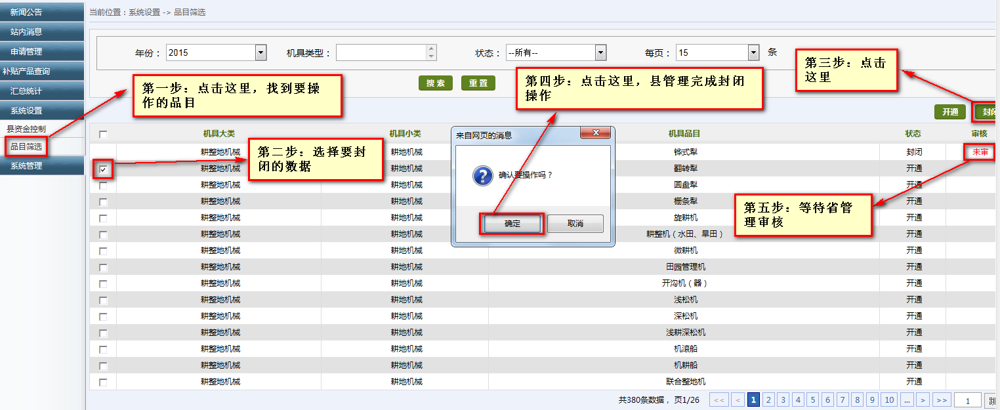 新闻公告
站内消息
申请管理
补贴产品查询
汇总统计
系统设置
县资金控制
品目筛选
系统管理
当前位置：系统设置 -> 品目筛选
年份： 2015 机具类型： 状态： --所有-- 每页： 15 条
搜 索 重 置
开通 封闭
第一步：点击这里，找到要操
作的品目
第二步：选择要封
闭的数据
第三步：点击
这里
第四步：点击这里，县管理完成封闭
操作
第五步：等待省管
理审核
来自网页的消息
确认要操作吗？
确定 取消
机具大类 机具小类 机具品目 状态 审核
耕整地机械 耕地机械 铧式犁 封闭 未审
耕整地机械 耕地机械 翻转犁 开通
耕整地机械 耕地机械 圆盘犁 开通
耕整地机械 耕地机械 栅条犁 开通
耕整地机械 耕地机械 旋耕机 开通
耕整地机械 耕地机械 耕整机（水田、旱田） 开通
耕整地机械 耕地机械 微耕机 开通
耕整地机械 耕地机械 田园管理机 开通
耕整地机械 耕地机械 开沟机（器） 开通
耕整地机械 耕地机械 浅松机 开通
耕整地机械 耕地机械 深松机 开通
耕整地机械 耕地机械 浅耕深松机 开通
耕整地机械 耕地机械 机滚船 开通
耕整地机械 耕地机械 机耕船 开通
耕整地机械 耕地机械 联合整地机 开通
共380条数据，页1/26 << < 1 2 3 4 5 6 7 8 9 10 ... > >> 1